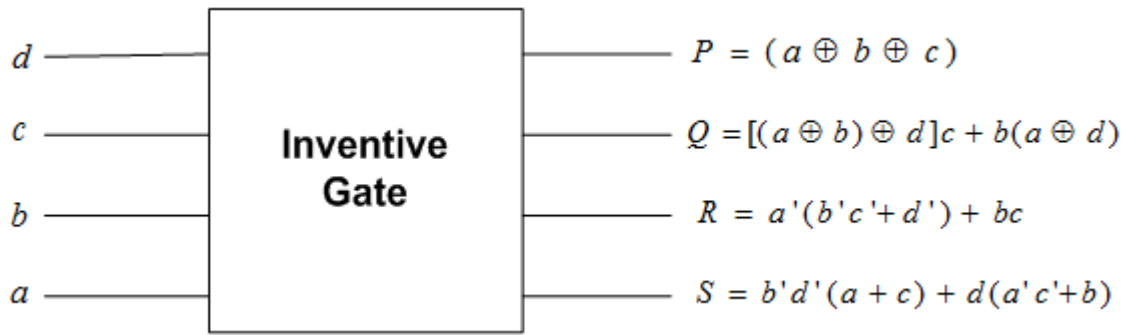 d
P = (a ⊕ b ⊕ c)
c
Q =[(a ⊕ b) ⊕ d]c + b(a ⊕ d)
Inventive
Gate
b
R = a'(b'c'+d') + bc
a
S = b'd'(a + c) + d(a'c'+b)